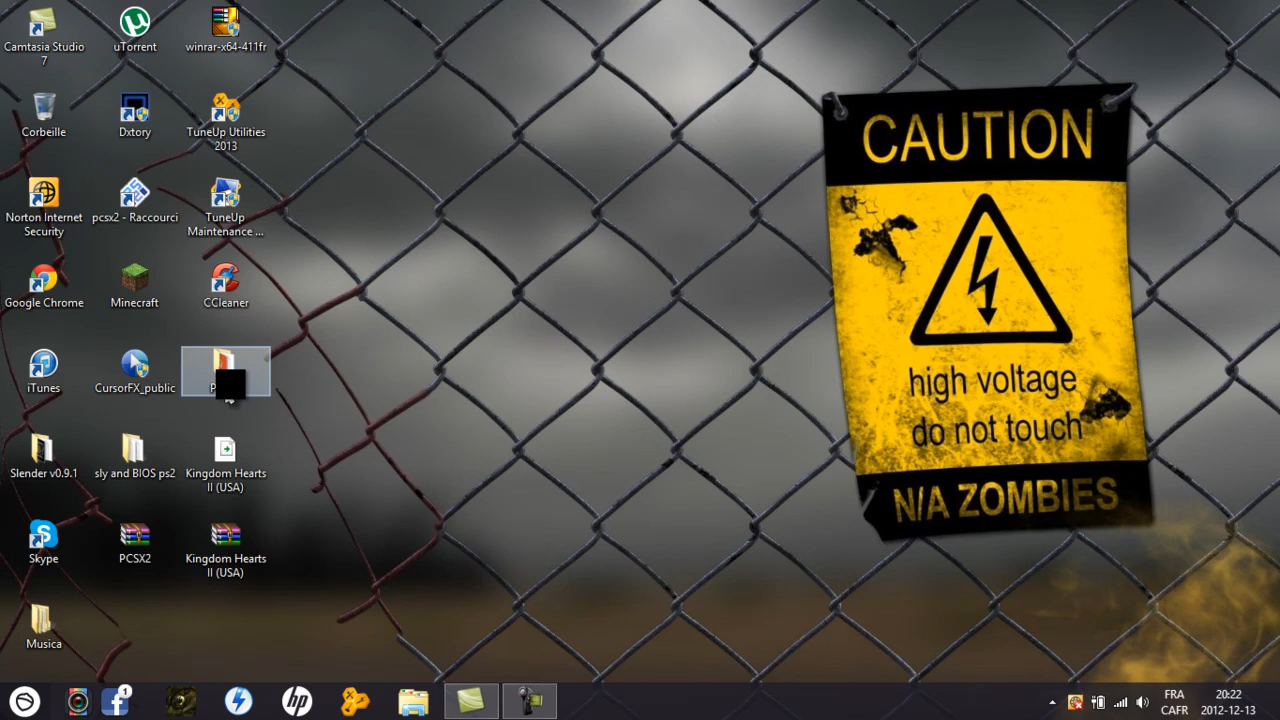 Camtasia Studio
7
uTorrent
winrar-x64-411fr
Corbeille
Dxtory
TuneUp Utilities
2013
Norton Internet
Security
pcsx2 - Raccourci
TuneUp
Maintenance ...
Google Chrome
Minecraft
CCleaner
iTunes
CursorFX_public
Slender v0.9.1
sly and BIOS ps2
Kingdom Hearts
II (USA)
Skype
PCSX2
Kingdom Hearts
II (USA)
Musica
CAUTION
high voltage
do not touch
N/A ZOMBIES
1
hp
FRA
CAFR
20:22
2012-12-13